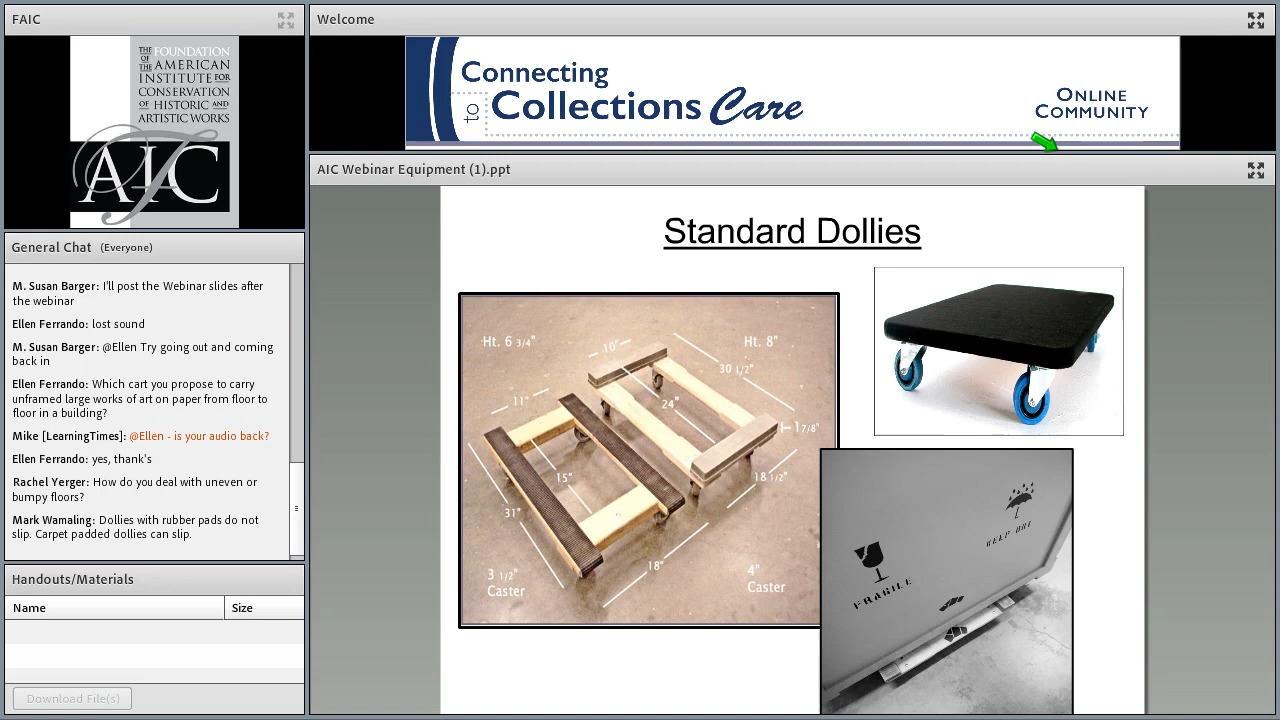 FAIC
THE FOUNDATION
OF THE AMERICAN
INSTITUTE FOR
CONSERVATION
OF HISTORIC AND
ARTISTIC WORKS
AIC
General Chat (Everyone)
M. Susan Barger: I'll post the Webinar slides after
the webinar
Ellen Ferrando: lost sound
M. Susan Barger: @Ellen Try going out and coming
back in
Ellen Ferrando: Which cart you propose to carry
unframed large works of art on paper from floor to
floor in a building?
Mike [LearningTimes]: @Ellen - is your audio back?
Ellen Ferrando: yes, thank's
Rachel Yerger: How do you deal with uneven or
bumpy floors?
Mark Wamaling: Dollies with rubber pads do not
slip. Carpet padded dollies can slip.
Handouts/Materials
Name Size
Download File(s)
Welcome
Connecting
to Collections Care
ONLINE
COMMUNITY
AIC Webinar Equipment (1).ppt
Standard Dollies
Ht. 6 3/4"
10"
Ht. 8"
30 1/2"
11"
24"
1 7/8"
15"
18 1/2"
31"
18"
3 1/2"
Caster
4"
Caster
FRAGILE
KEEP DRY